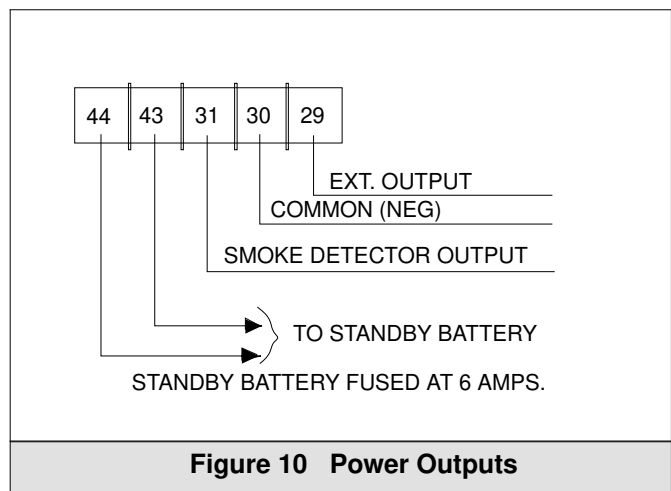 44 43 31 30 29
EXT. OUTPUT
COMMON (NEG)
SMOKE DETECTOR OUTPUT
TO STANDBY BATTERY
STANDBY BATTERY FUSED AT 6 AMPS.
Figure 10 Power Outputs